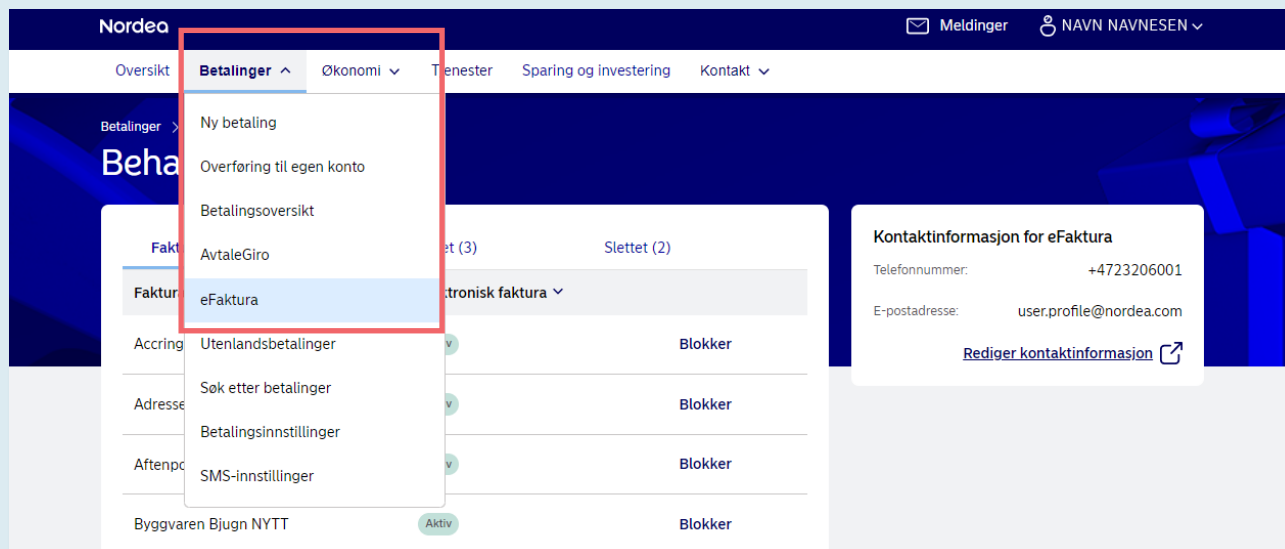 Nordea
Meldinger
NAVN NAVNESEN
Oversikt Betalinger Økonomi Tjenester Sparing og investering Kontakt
Ny betaling
Overføring til egen konto
Betalingsoversikt
AvtaleGiro
eFaktura
Utenlandsbetalinger
Søk etter betalinger
Betalingsinnstillinger
SMS-innstillinger
Betalinger >
Slettet (2)
Blokker
Blokker
Blokker
Byggvaren Bjugn NYTT Aktiv Blokker
Kontaktinformasjon for eFaktura
Telefonnummer: +4723206001
E-postadresse: user.profile@nordea.com
Rediger kontaktinformasjon